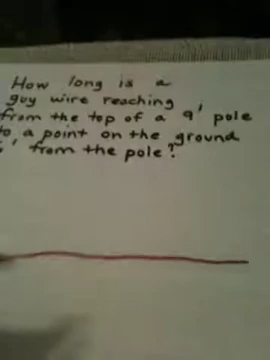 How long is a
guy wire reaching
from the top of a 9' pole
to a point on the ground
from the pole?